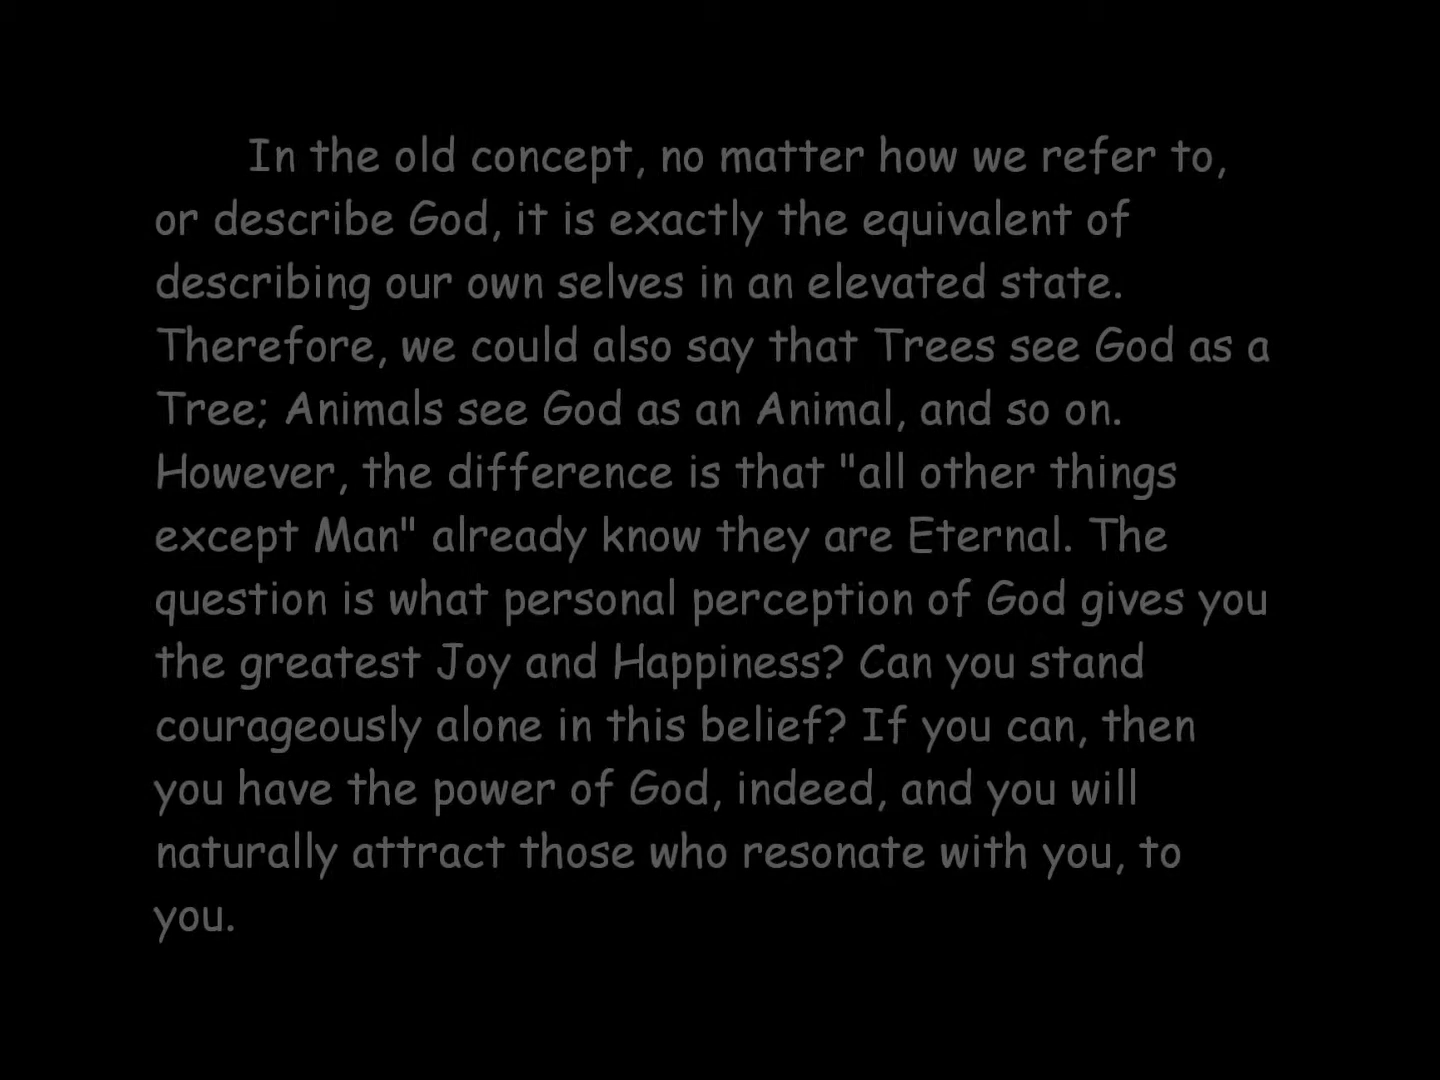 In the old concept, no matter how we refer to,
or describe God, it is exactly the equivalent of
describing our own selves in an elevated state.
Therefore, we could also say that Trees see God as a
Tree; Animals see God as an Animal, and so on.
However, the difference is that "all other things
except Man" already know they are Eternal. The
question is what personal perception of God gives you
the greatest Joy and Happiness? Can you stand
courageously alone in this belief? If you can, then
you have the power of God, indeed, and you will
naturally attract those who resonate with you, to
you.